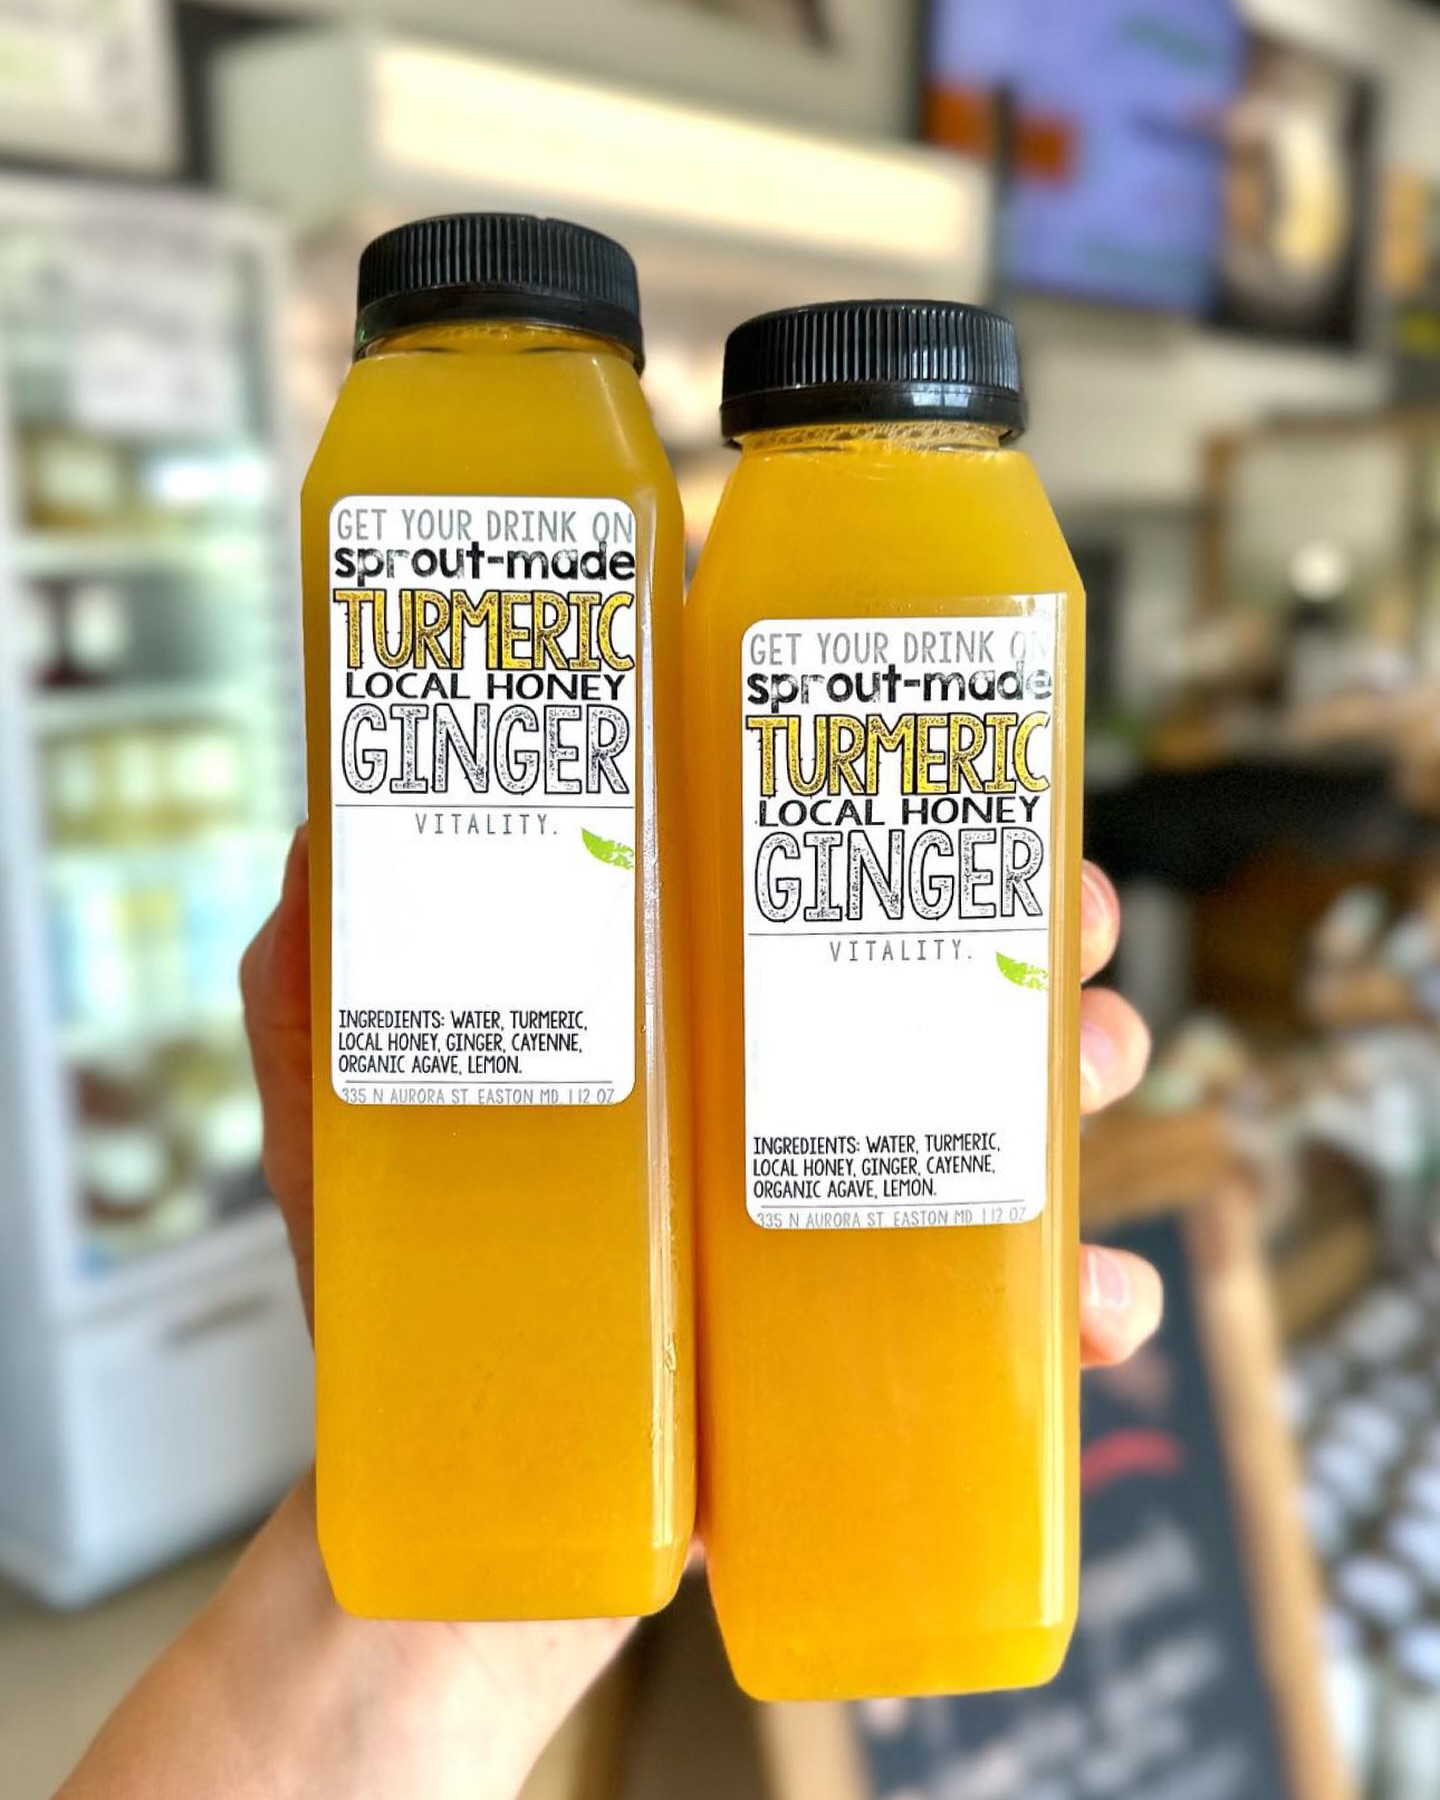 GET YOUR DRINK ON
sprout-made
TURMERIC
LOCAL HONEY
GINGER
VITALITY.
INGREDIENTS: WATER, TURMERIC,
LOCAL HONEY, GINGER, CAYENNE,
ORGANIC AGAVE, LEMON.
335 N AURORA ST. EASTON MD. | 12 OZ
GET YOUR DRINK ON
sprout-made
TURMERIC
LOCAL HONEY
GINGER
VITALITY.
INGREDIENTS: WATER, TURMERIC,
LOCAL HONEY, GINGER, CAYENNE,
ORGANIC AGAVE, LEMON.
335 N AURORA ST. EASTON MD. | 12 OZ